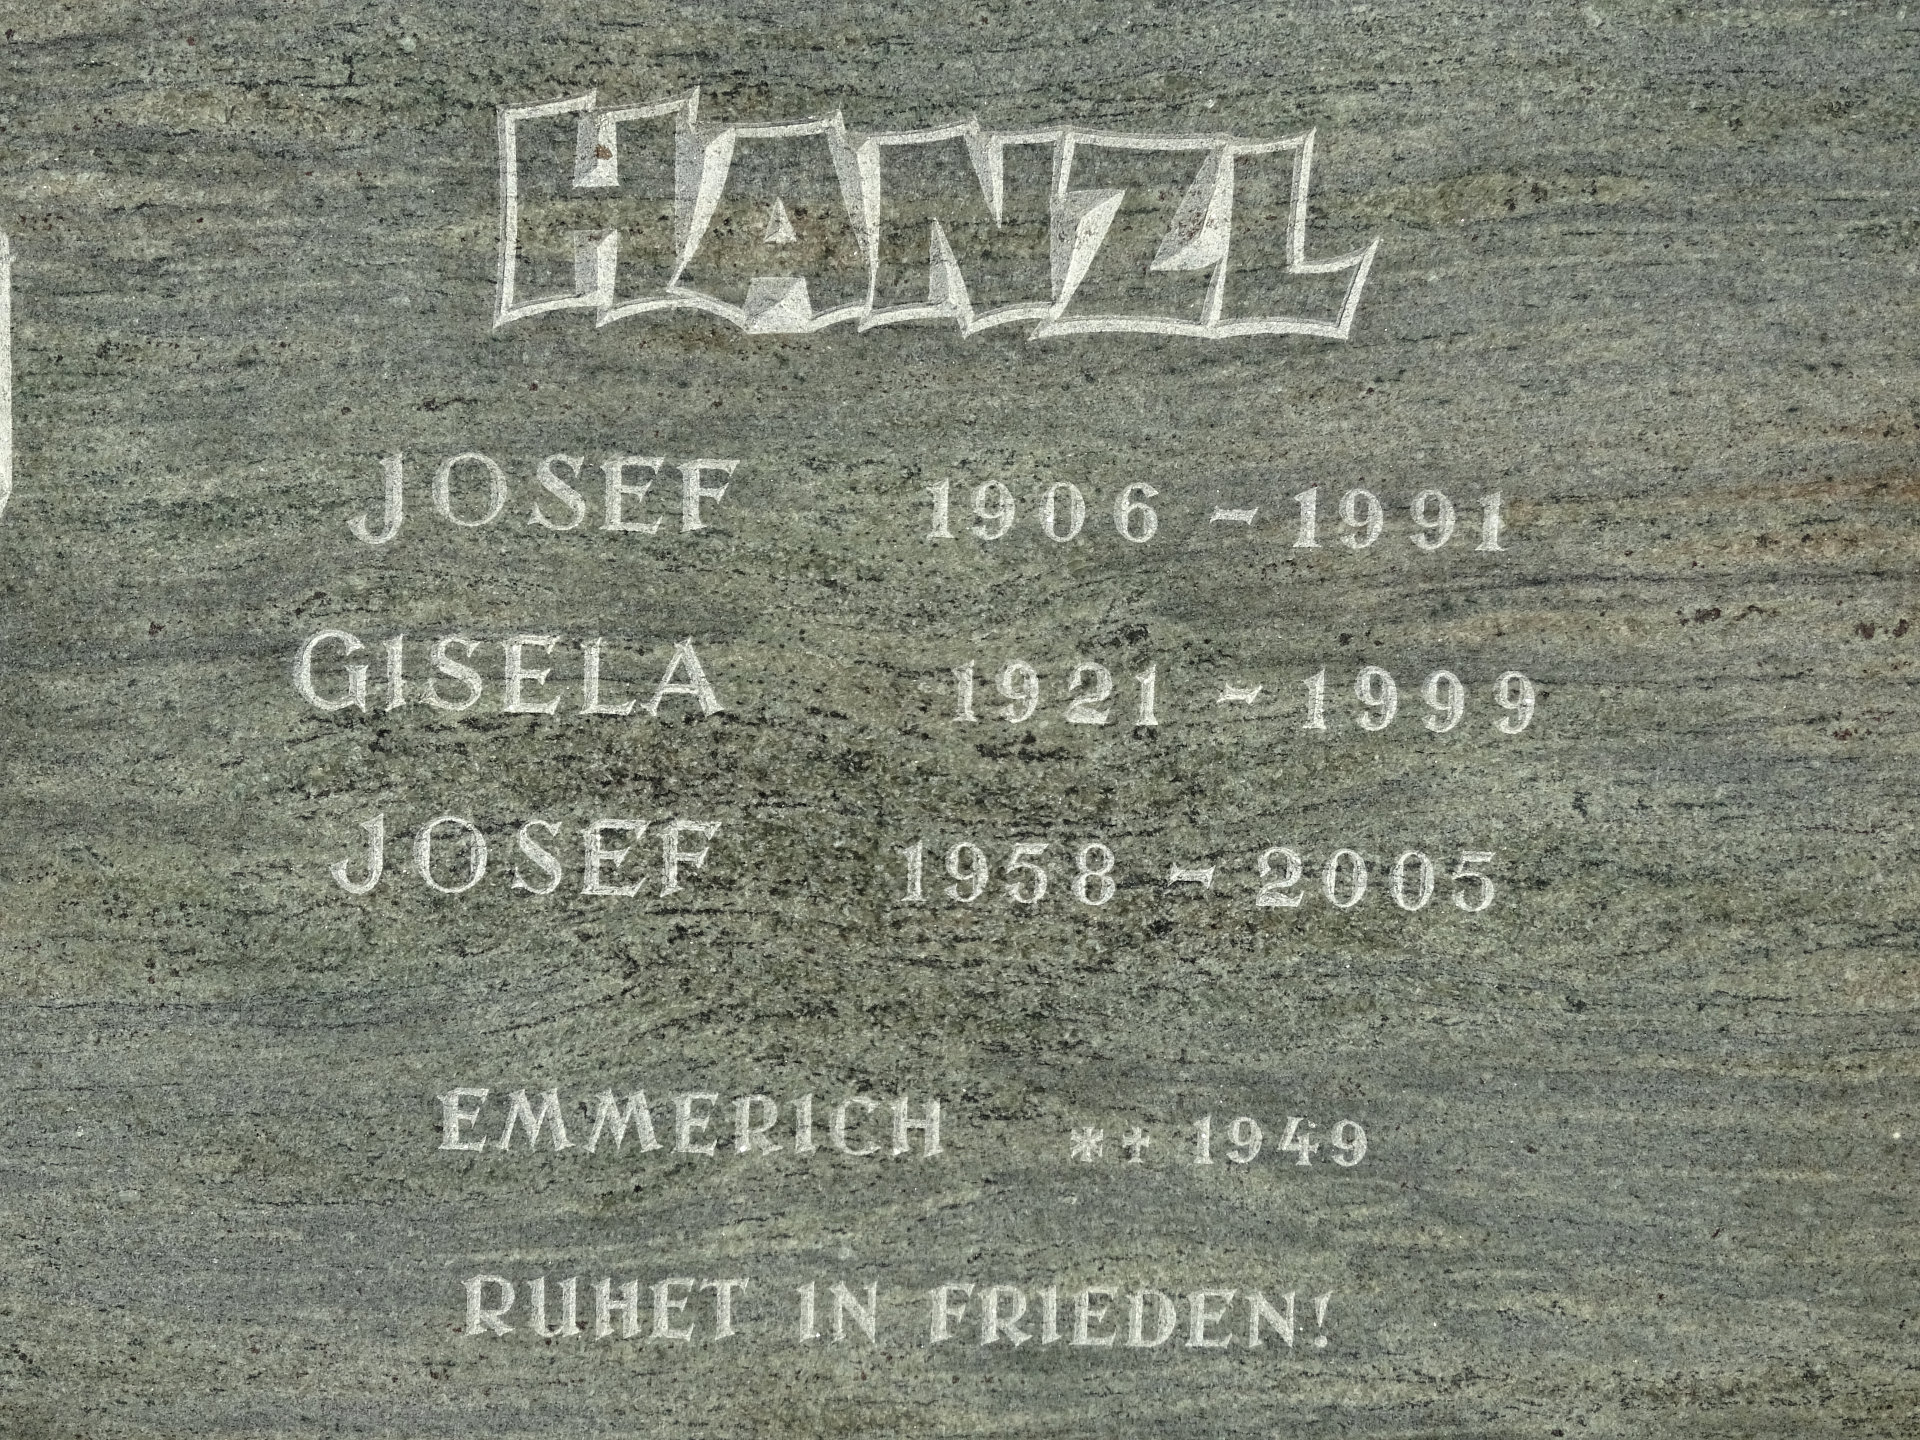 HANZL
JOSEF 1906 - 1991
GISELA 1921 - 1999
JOSEF 1958 - 2005
EMMERICH *† 1949
RUHET IN FRIEDEN!